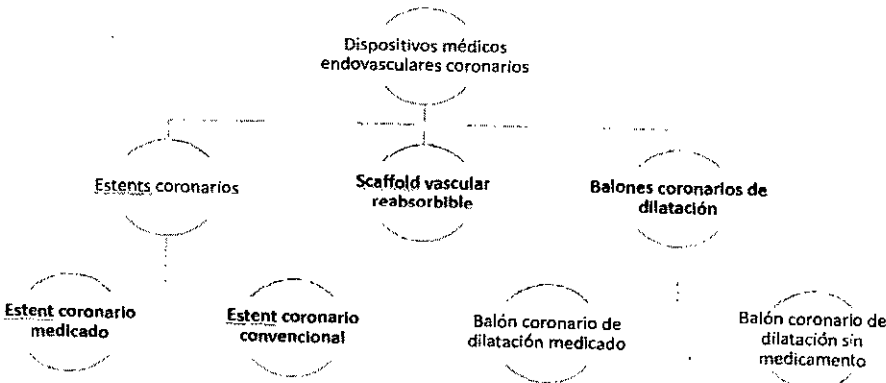 Dispositivos médicos
endovasculares coronarios
Estents coronarios
Scaffold vascular
reabsorbible
Balones coronarios de
dilatación
Estent coronario
medicado
Estent coronario
convencional
Balón coronario de
dilatación medicado
Balón coronario de
dilatación sin
medicamento